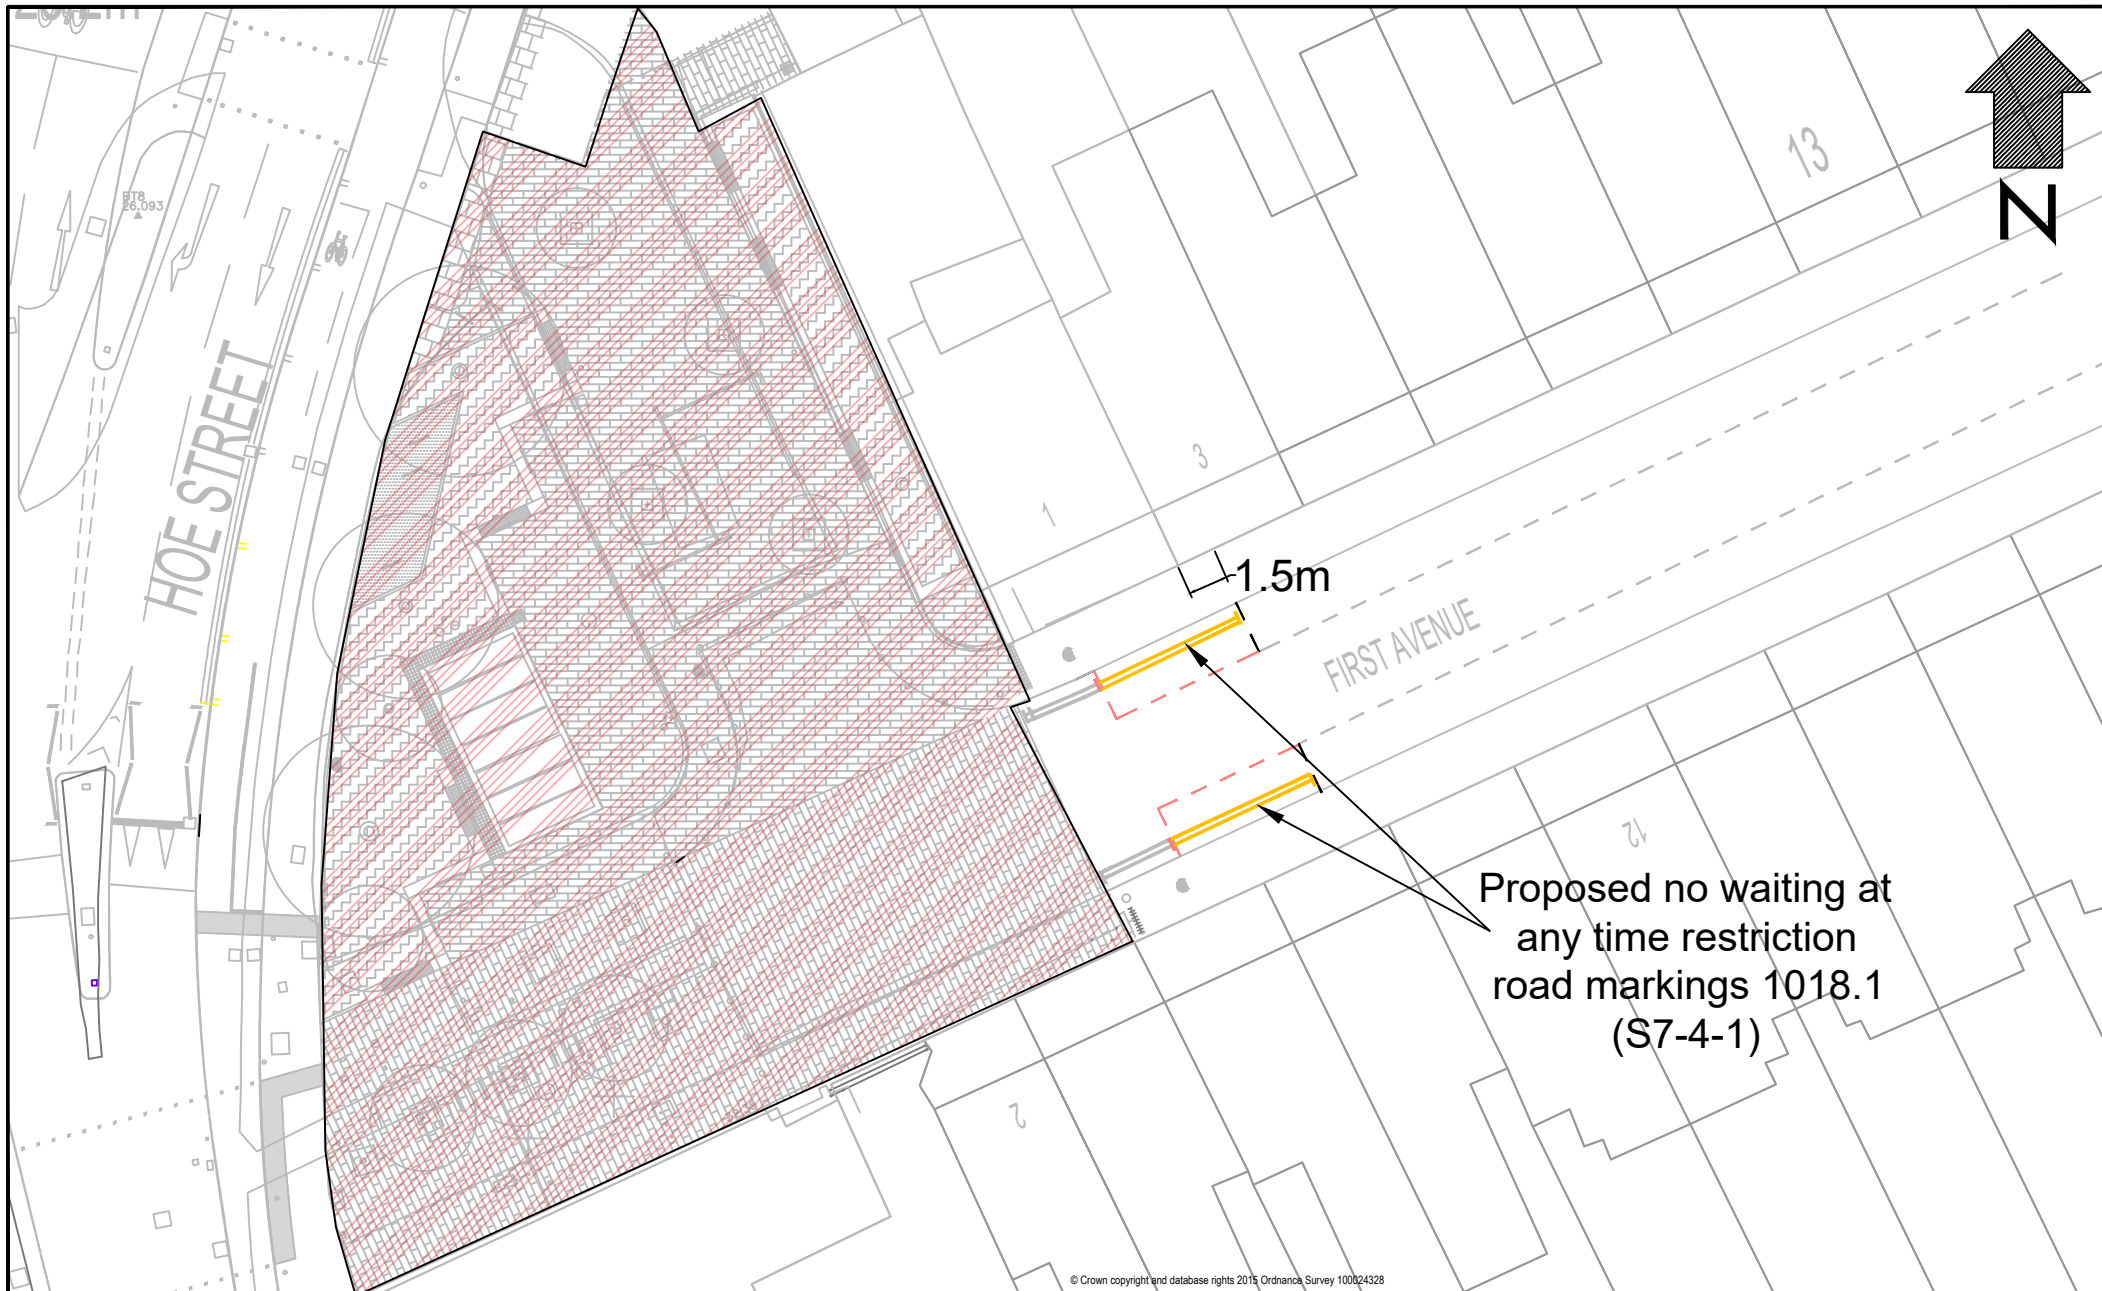 BTS
26.093
HOE STREET
13
N
3
1
1.5m
FIRST AVENUE
12
Proposed no waiting at
any time restriction
road markings 1018.1
(S7-4-1)
2
© Crown copyright and database rights 2015 Ordnance Survey 100024328